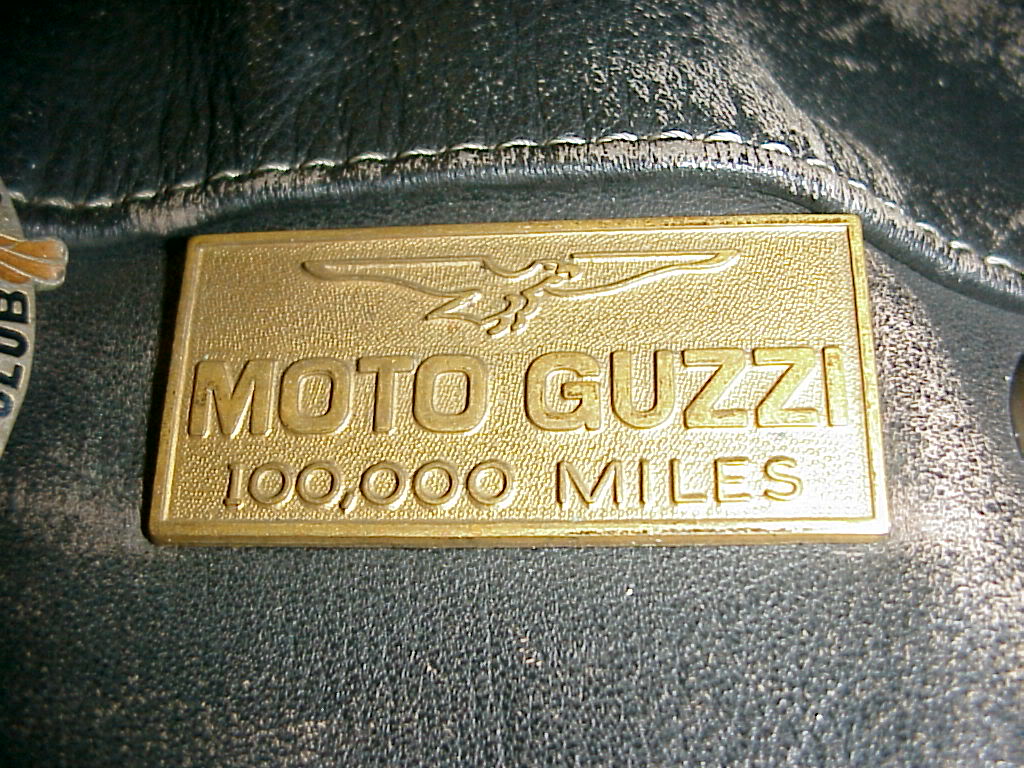 MOTO GUZZI
100,000 MILES
CLUB